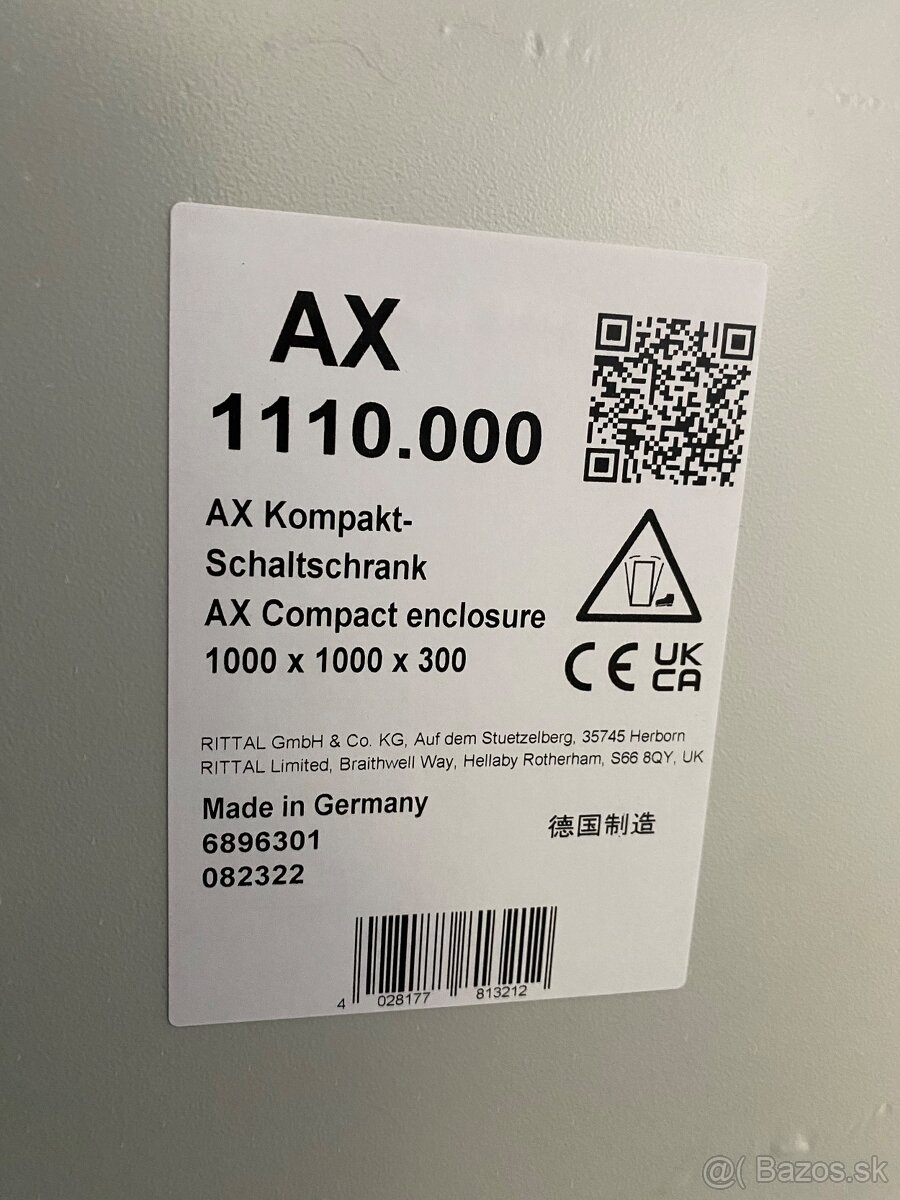 AX
1110.000
AX Kompakt-
Schaltschrank
AX Compact enclosure
1000 x 1000 x 300
CE UK
CA
RITTAL GmbH & Co. KG, Auf dem Stuetzelberg, 35745 Herborn
RITTAL Limited, Braithwell Way, Hellaby Rotherham, S66 8QY, UK
Made in Germany
德国制造
6896301
082322
4 028177 813212
@( Bazos.sk